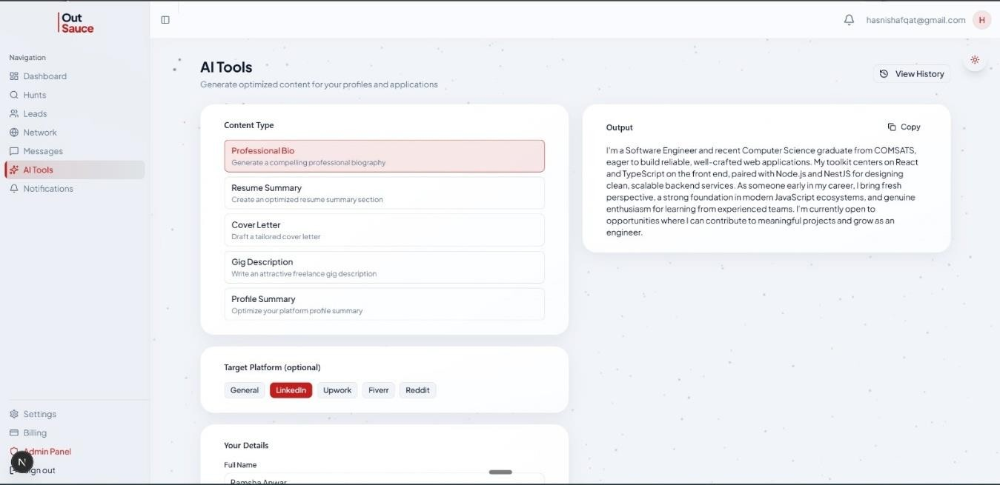 Out
Sauce
hasnishafqat@gmail.com
H
Navigation
Dashboard
Hunts
Leads
Network
Messages
AI Tools
Notifications
Settings
Billing
Admin Panel
N
Sign out
AI Tools
Generate optimized content for your profiles and applications
View History
Content Type
Professional Bio
Generate a compelling professional biography
Resume Summary
Create an optimized resume summary section
Cover Letter
Draft a tailored cover letter
Gig Description
Write an attractive freelance gig description
Profile Summary
Optimize your platform profile summary
Target Platform (optional)
General LinkedIn Upwork Fiverr Reddit
Your Details
Full Name
Ramsha Anwar
Output
Copy
I'm a Software Engineer and recent Computer Science graduate from COMSATS,
eager to build reliable, well-crafted web applications. My toolkit centers on React
and TypeScript on the front end, paired with Node.js and NestJS for designing
clean, scalable backend services. As someone early in my career, I bring fresh
perspective, a strong foundation in modern JavaScript ecosystems, and genuine
enthusiasm for learning from experienced teams. I'm currently open to
opportunities where I can contribute to meaningful projects and grow as an
engineer.